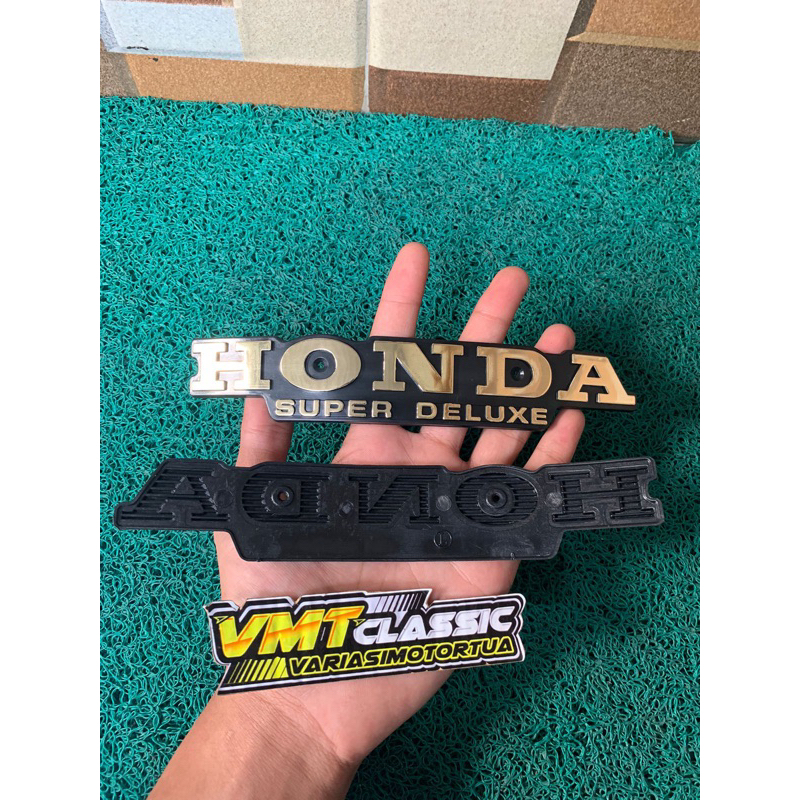 HONDA
SUPER DELUXE
HONDA
VMT CLASSIC
VARIASIMOTORTUA